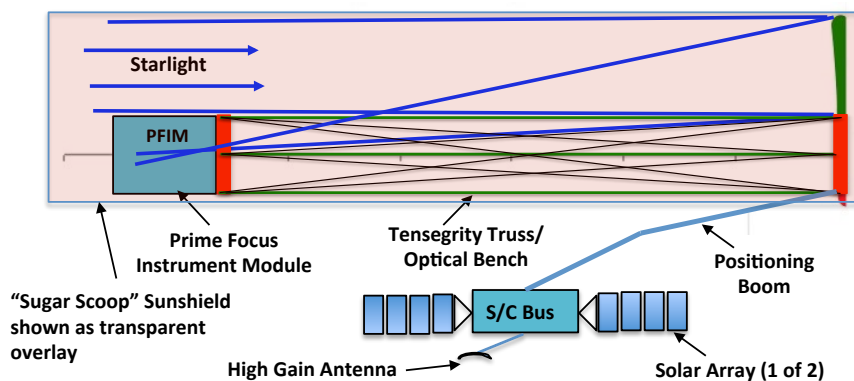 Starlight
PFIM
Prime Focus
Instrument Module
Tensegrity Truss/
Optical Bench
Positioning
Boom
“Sugar Scoop” Sunshield
shown as transparent
overlay
S/C Bus
High Gain Antenna
Solar Array (1 of 2)